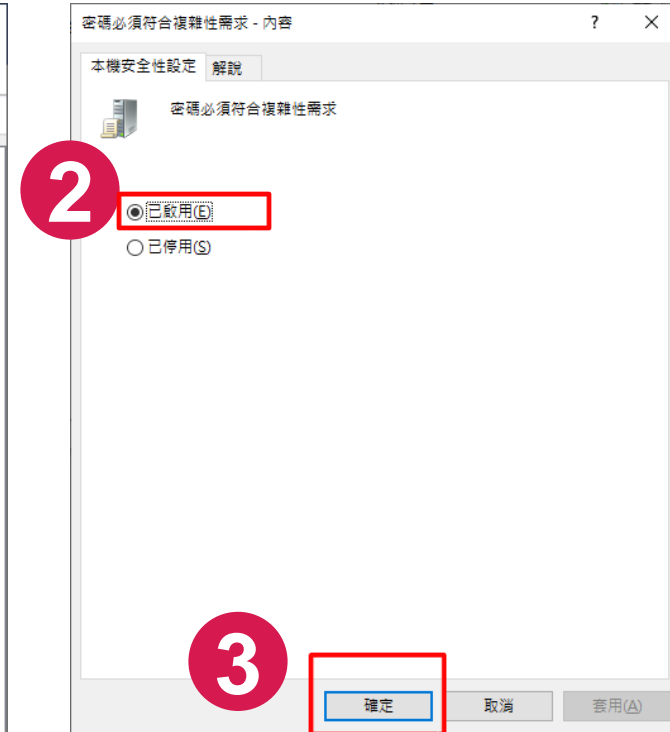 密碼必須符合複雜性需求 - 內容 ? ×
本機安全性設定 解說
密碼必須符合複雜性需求
2
已啟用(E)
已停用(S)
3
確定 取消 套用(A)